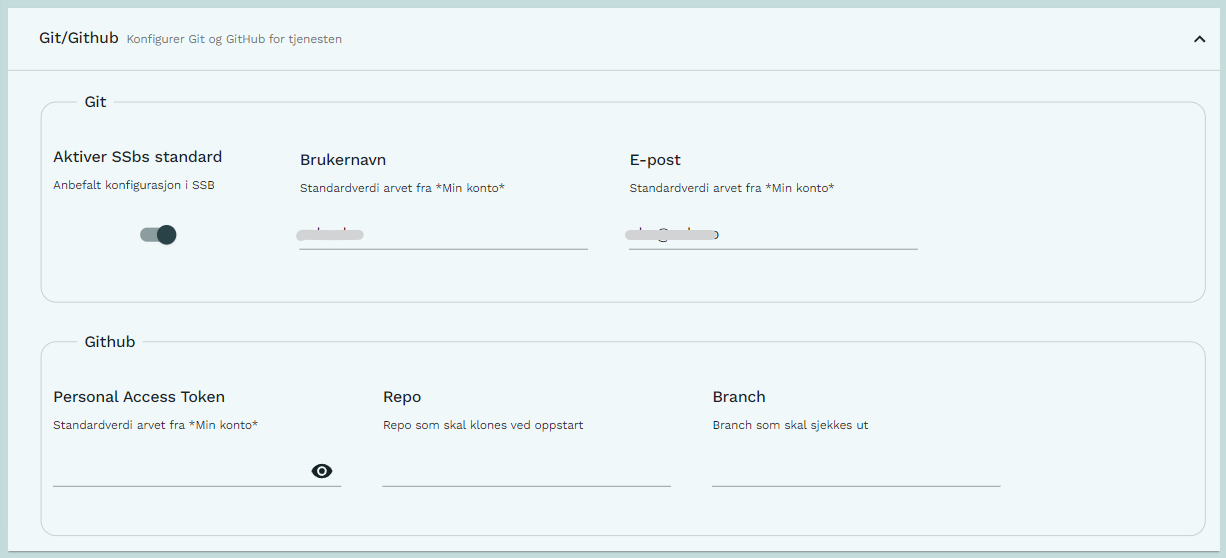 Git/Github Konfigurer Git og GitHub for tjenesten
Git
Aktiver SSbs standard
Anbefalt konfigurasjon i SSB
Brukernavn
Standardverdi arvet fra *Min konto*
E-post
Standardverdi arvet fra *Min konto*
Github
Personal Access Token
Standardverdi arvet fra *Min konto*
Repo
Repo som skal klones ved oppstart
Branch
Branch som skal sjekkes ut